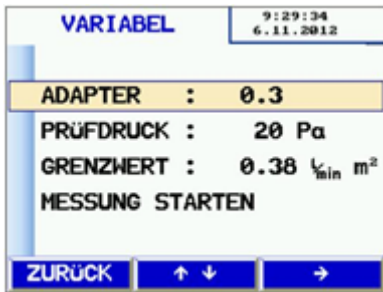 VARIABEL
9:29:34
6.11.2012
ADAPTER : 0.3
PRüFDRUCK : 20 Pa
GRENZWERT : 0.38 L/min m²
MESSUNG STARTEN
ZURüCK ↑ ↓ →